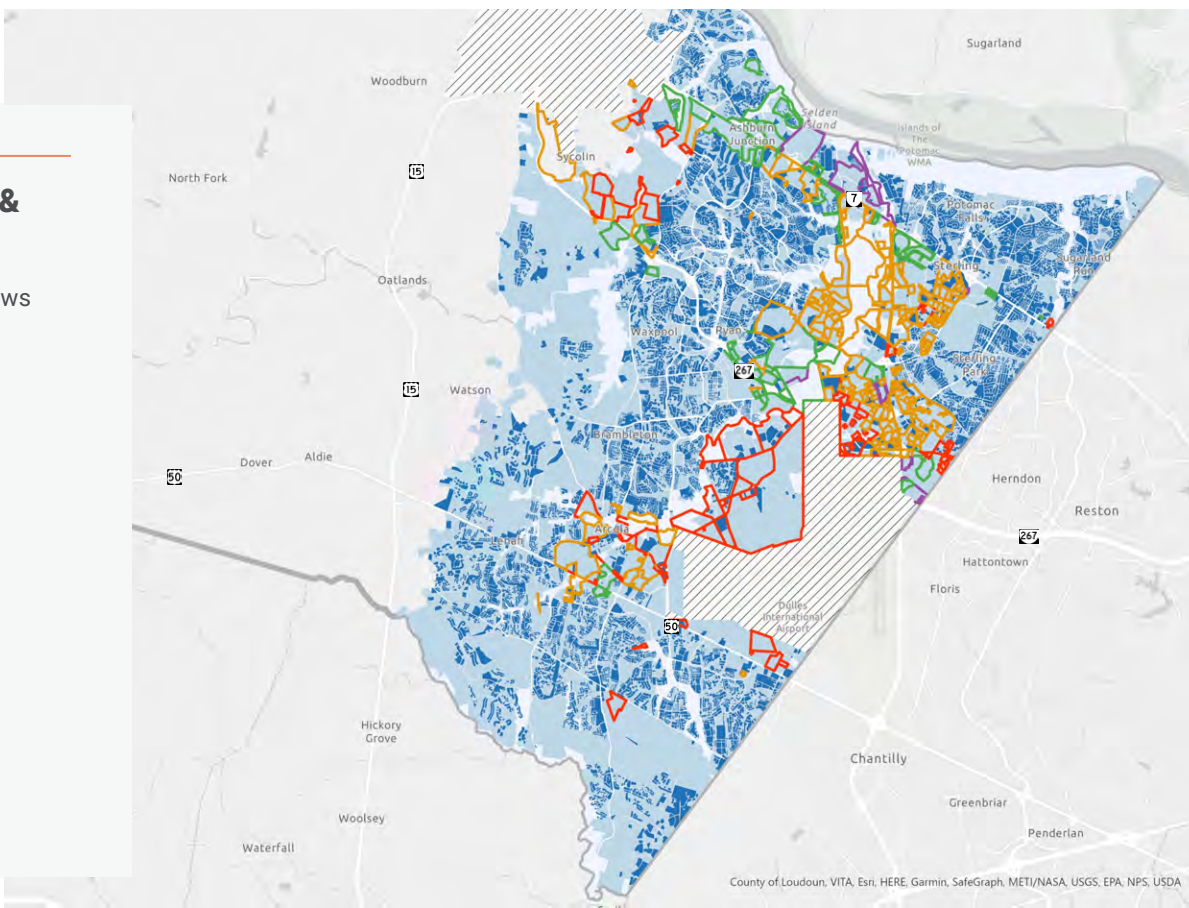 &
ws
Sugarland
Woodburn
Selden
Island
Islands of
The
Potomac
WMA
Ashburn
Junction
Sycolin
15
North Fork
7
Potomac
Falls
Sugarland
Run
Sterling
Oatlands
Waxpool
Ryan
267
Sterling
Park
15
Watson
Brambleton
Dover
Aldie
50
Herndon
Reston
267
Arcola
Lenah
Hattontown
Floris
Dulles
International
Airport
50
Hickory
Grove
Chantilly
Greenbriar
Woolsey
Penderlan
Waterfall
County of Loudoun, VITA, Esri, HERE, Garmin, SafeGraph, METI/NASA, USGS, EPA, NPS, USDA